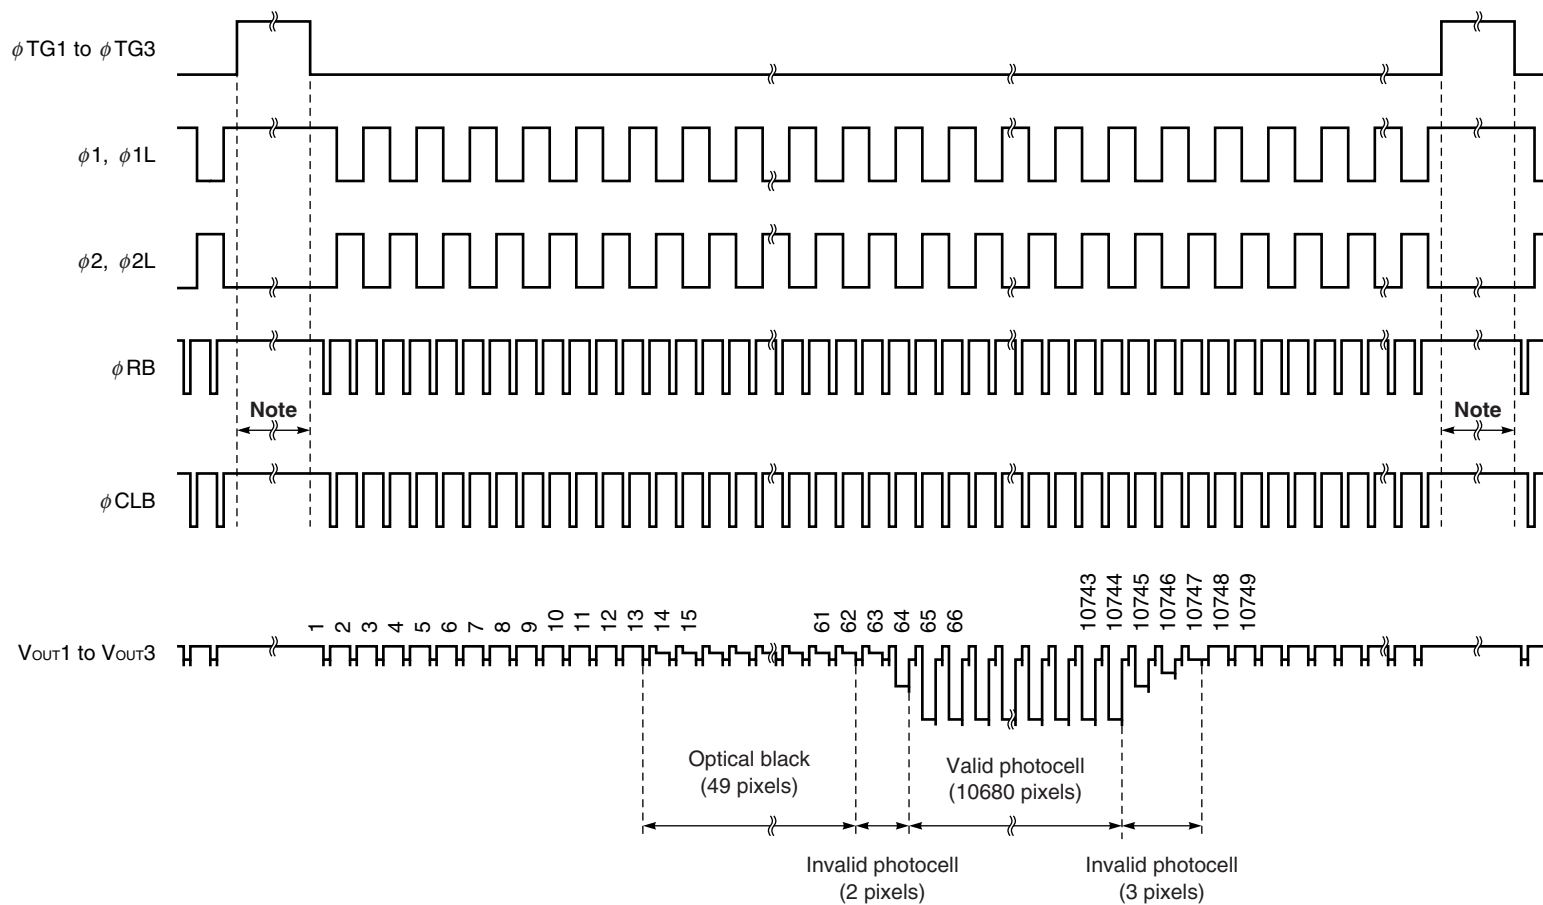 φTG1 to φTG3
φ1, φ1L
φ2, φ2L
φRB
Note
Note
φCLB
1 2 3 4 5 6 7 8 9 10 11 12 13 14 15 61 62 63 64 65 66 10743 10744 10745 10746 10747 10748 10749
VOUT1 to VOUT3
Optical black
(49 pixels)
Valid photocell
(10680 pixels)
Invalid photocell
(2 pixels)
Invalid photocell
(3 pixels)